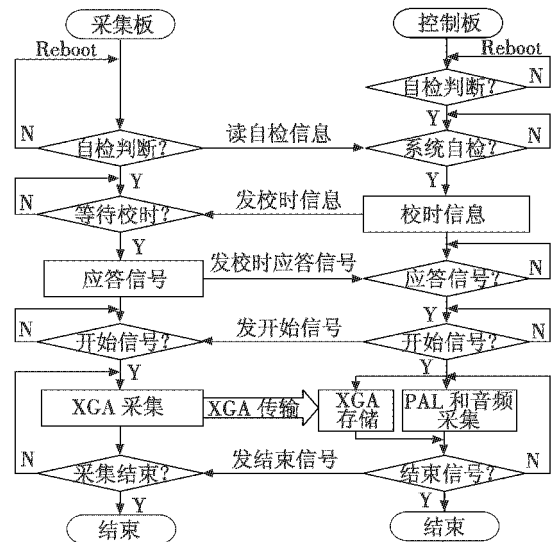 采集板
控制板
Reboot
Reboot
自检判断？
N
N
Y
自检判断？
读自检信息
系统自检？
N
Y
Y
等待校时？
发校时信息
校时信息
N
Y
应答信号
发校时应答信号
应答信号？
N
Y
开始信号？
发开始信号
开始信号？
N
N
Y
Y
XGA 采集
XGA 传输
XGA
存储
PAL 和音频
采集
N
采集结束？
发结束信号
结束信号？
N
Y
Y
结束
结束